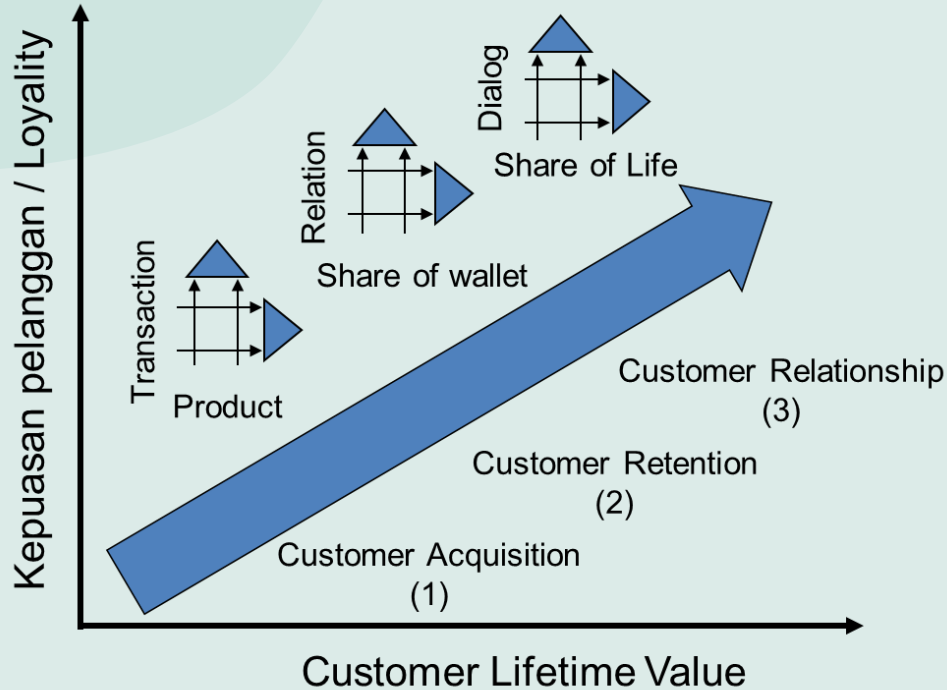 Kepuasan pelanggan / Loyality
Dialog
Share of Life
Relation
Share of wallet
Transaction
Product
Customer Relationship
(3)
Customer Retention
(2)
Customer Acquisition
(1)
Customer Lifetime Value